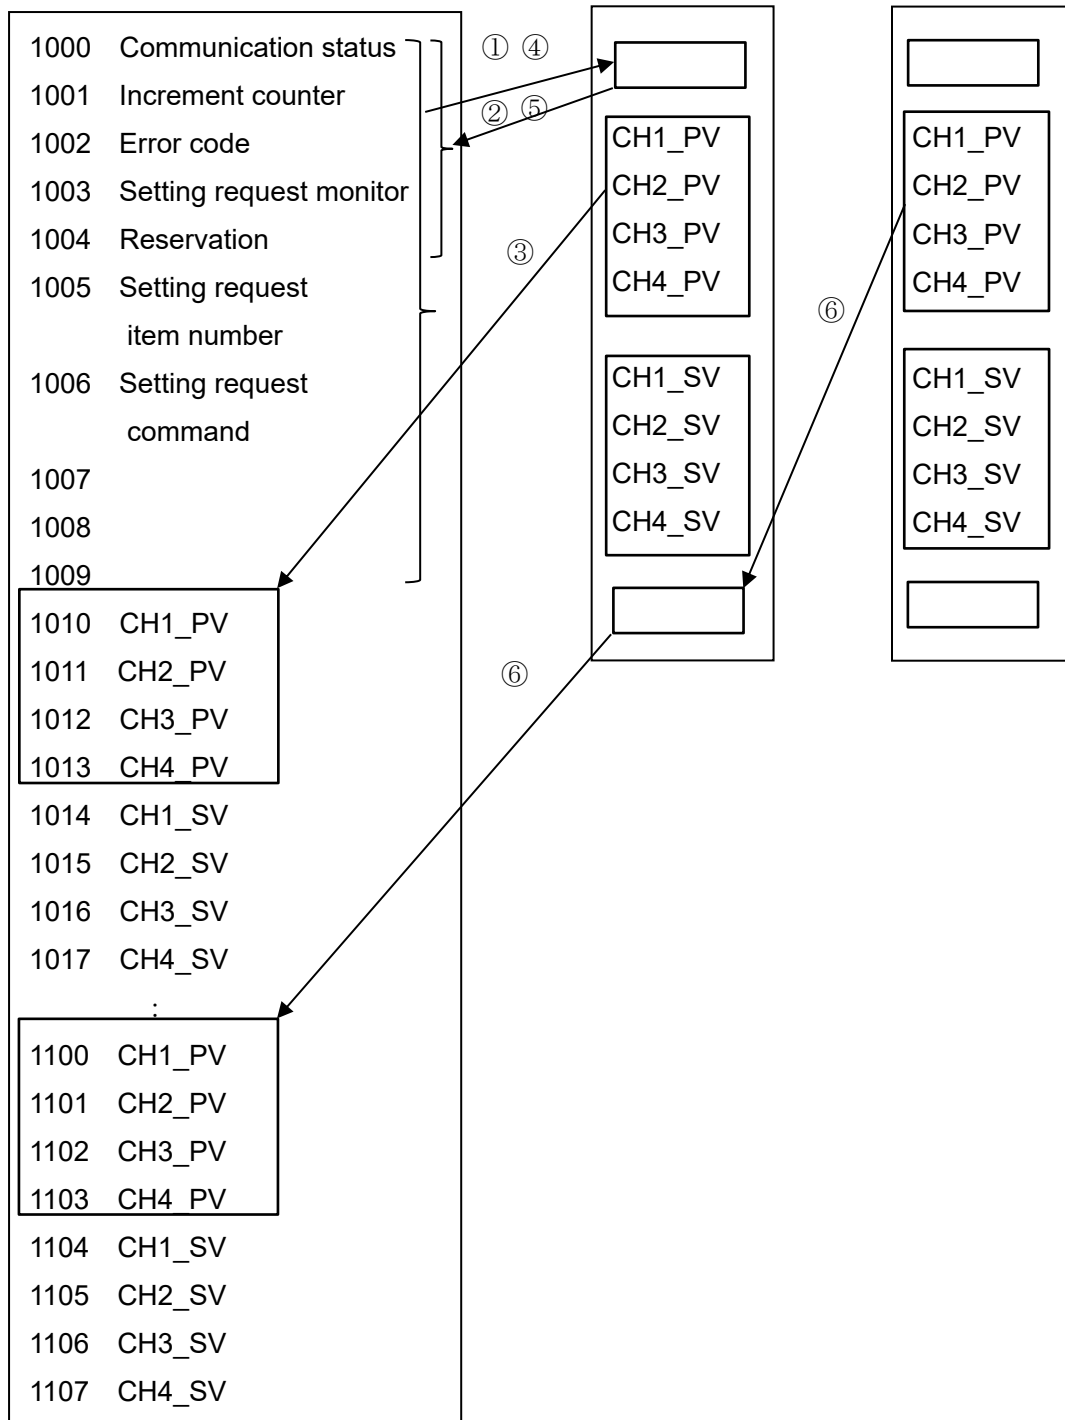 1000 Communication status
1001 Increment counter
1002 Error code
1003 Setting request monitor
1004 Reservation
1005 Setting request
item number
1006 Setting request
command
1007
1008
1009
1010 CH1_PV
1011 CH2_PV
1012 CH3_PV
1013 CH4_PV
1014 CH1_SV
1015 CH2_SV
1016 CH3_SV
1017 CH4_SV
:
1100 CH1_PV
1101 CH2_PV
1102 CH3_PV
1103 CH4_PV
1104 CH1_SV
1105 CH2_SV
1106 CH3_SV
1107 CH4_SV
① ④
② ⑤
③
⑥
CH1_PV
CH2_PV
CH3_PV
CH4_PV
CH1_SV
CH2_SV
CH3_SV
CH4_SV
⑥
CH1_PV
CH2_PV
CH3_PV
CH4_PV
CH1_SV
CH2_SV
CH3_SV
CH4_SV